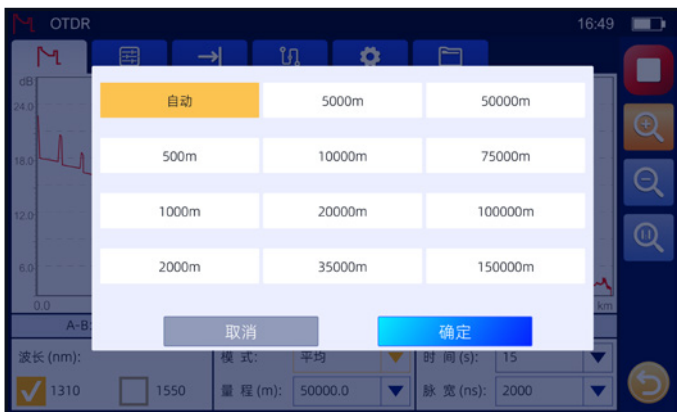 OTDR 16:49
dB
24.0
18.0
12.0
6.0
0.0 km
自动 5000m 50000m
500m 10000m 75000m
1000m 20000m 100000m
2000m 35000m 150000m
取消 确定
A-B:
波长 (nm): 模 式: 平均 时 间 (s): 15
1310 1550 量 程 (m): 50000.0 脉 宽 (ns): 2000